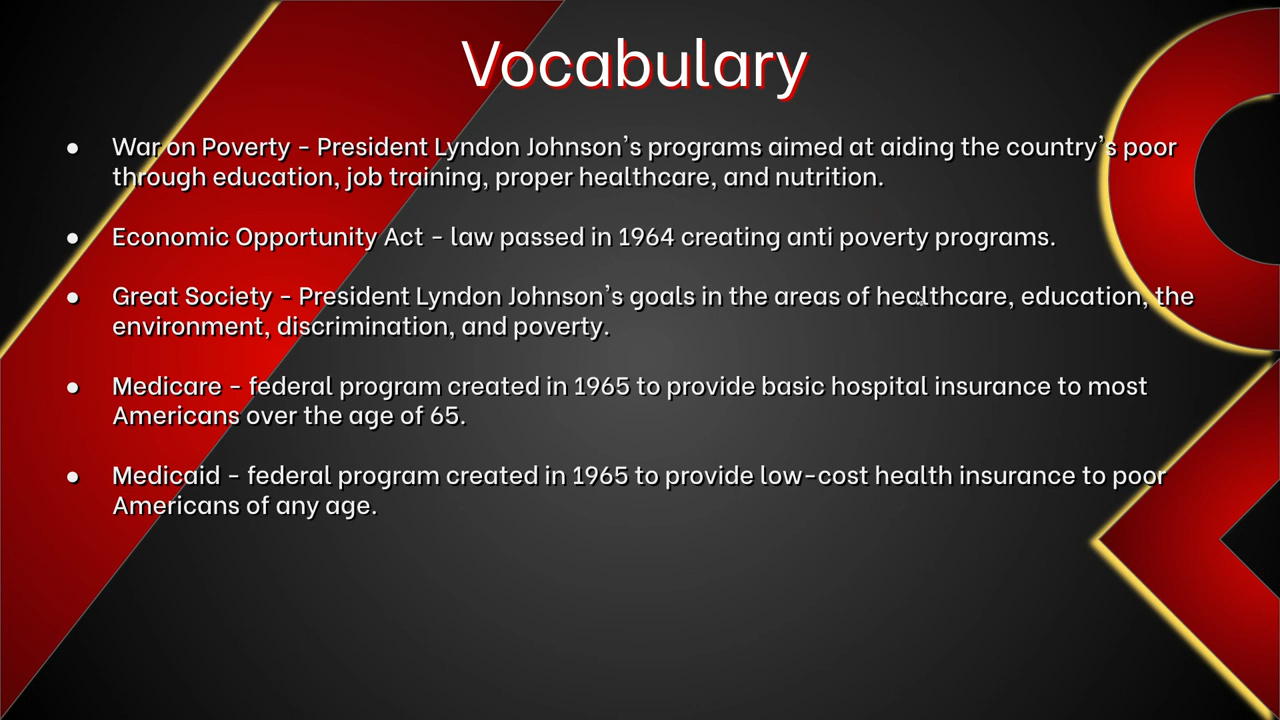 Vocabulary
● War on Poverty – President Lyndon Johnson's programs aimed at aiding the country's poor
through education, job training, proper healthcare, and nutrition.
● Economic Opportunity Act – law passed in 1964 creating anti poverty programs.
● Great Society – President Lyndon Johnson's goals in the areas of healthcare, education, the
environment, discrimination, and poverty.
● Medicare – federal program created in 1965 to provide basic hospital insurance to most
Americans over the age of 65.
● Medicaid – federal program created in 1965 to provide low-cost health insurance to poor
Americans of any age.